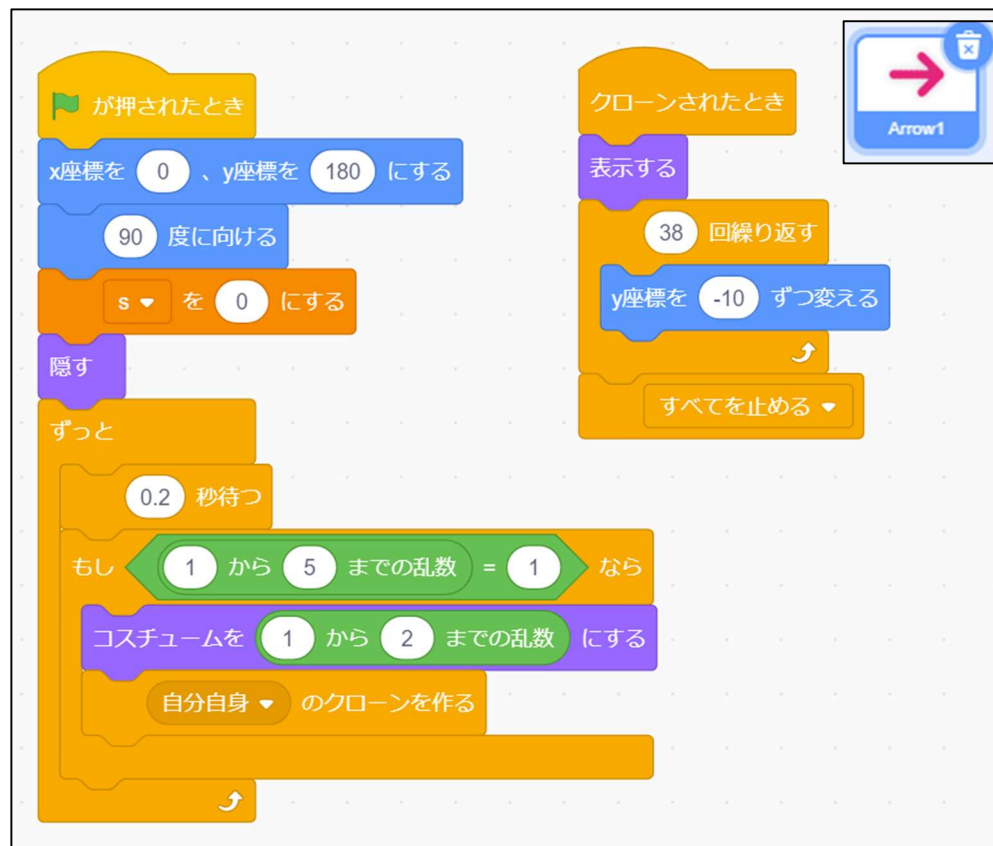 が押されたとき
x座標を 0 、y座標を 180 にする
90 度に向ける
s を 0 にする
隠す
ずっと
0.2 秒待つ
もし 1 から 5 までの乱数 = 1 なら
コスチュームを 1 から 2 までの乱数 にする
自分自身 のクローンを作る
クローンされたとき
表示する
38 回繰り返す
y座標を -10 ずつ変える
すべてを止める
Arrow1